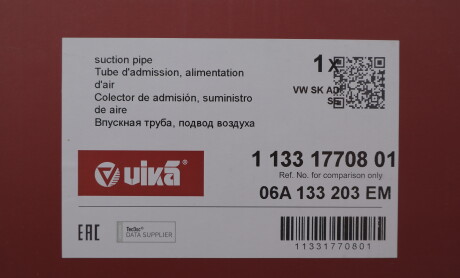 suction pipe
Tube d'admission, alimentation
d'air
Colector de admisión, suministro
de aire
Впускная труба, подвод воздуха
1 x
VW SK AD
SE
vika®
1 133 17708 01
Ref. No. for comparison only
06A 133 203 EM
EAC
TecDoc®
DATA SUPPLIER
11331770801